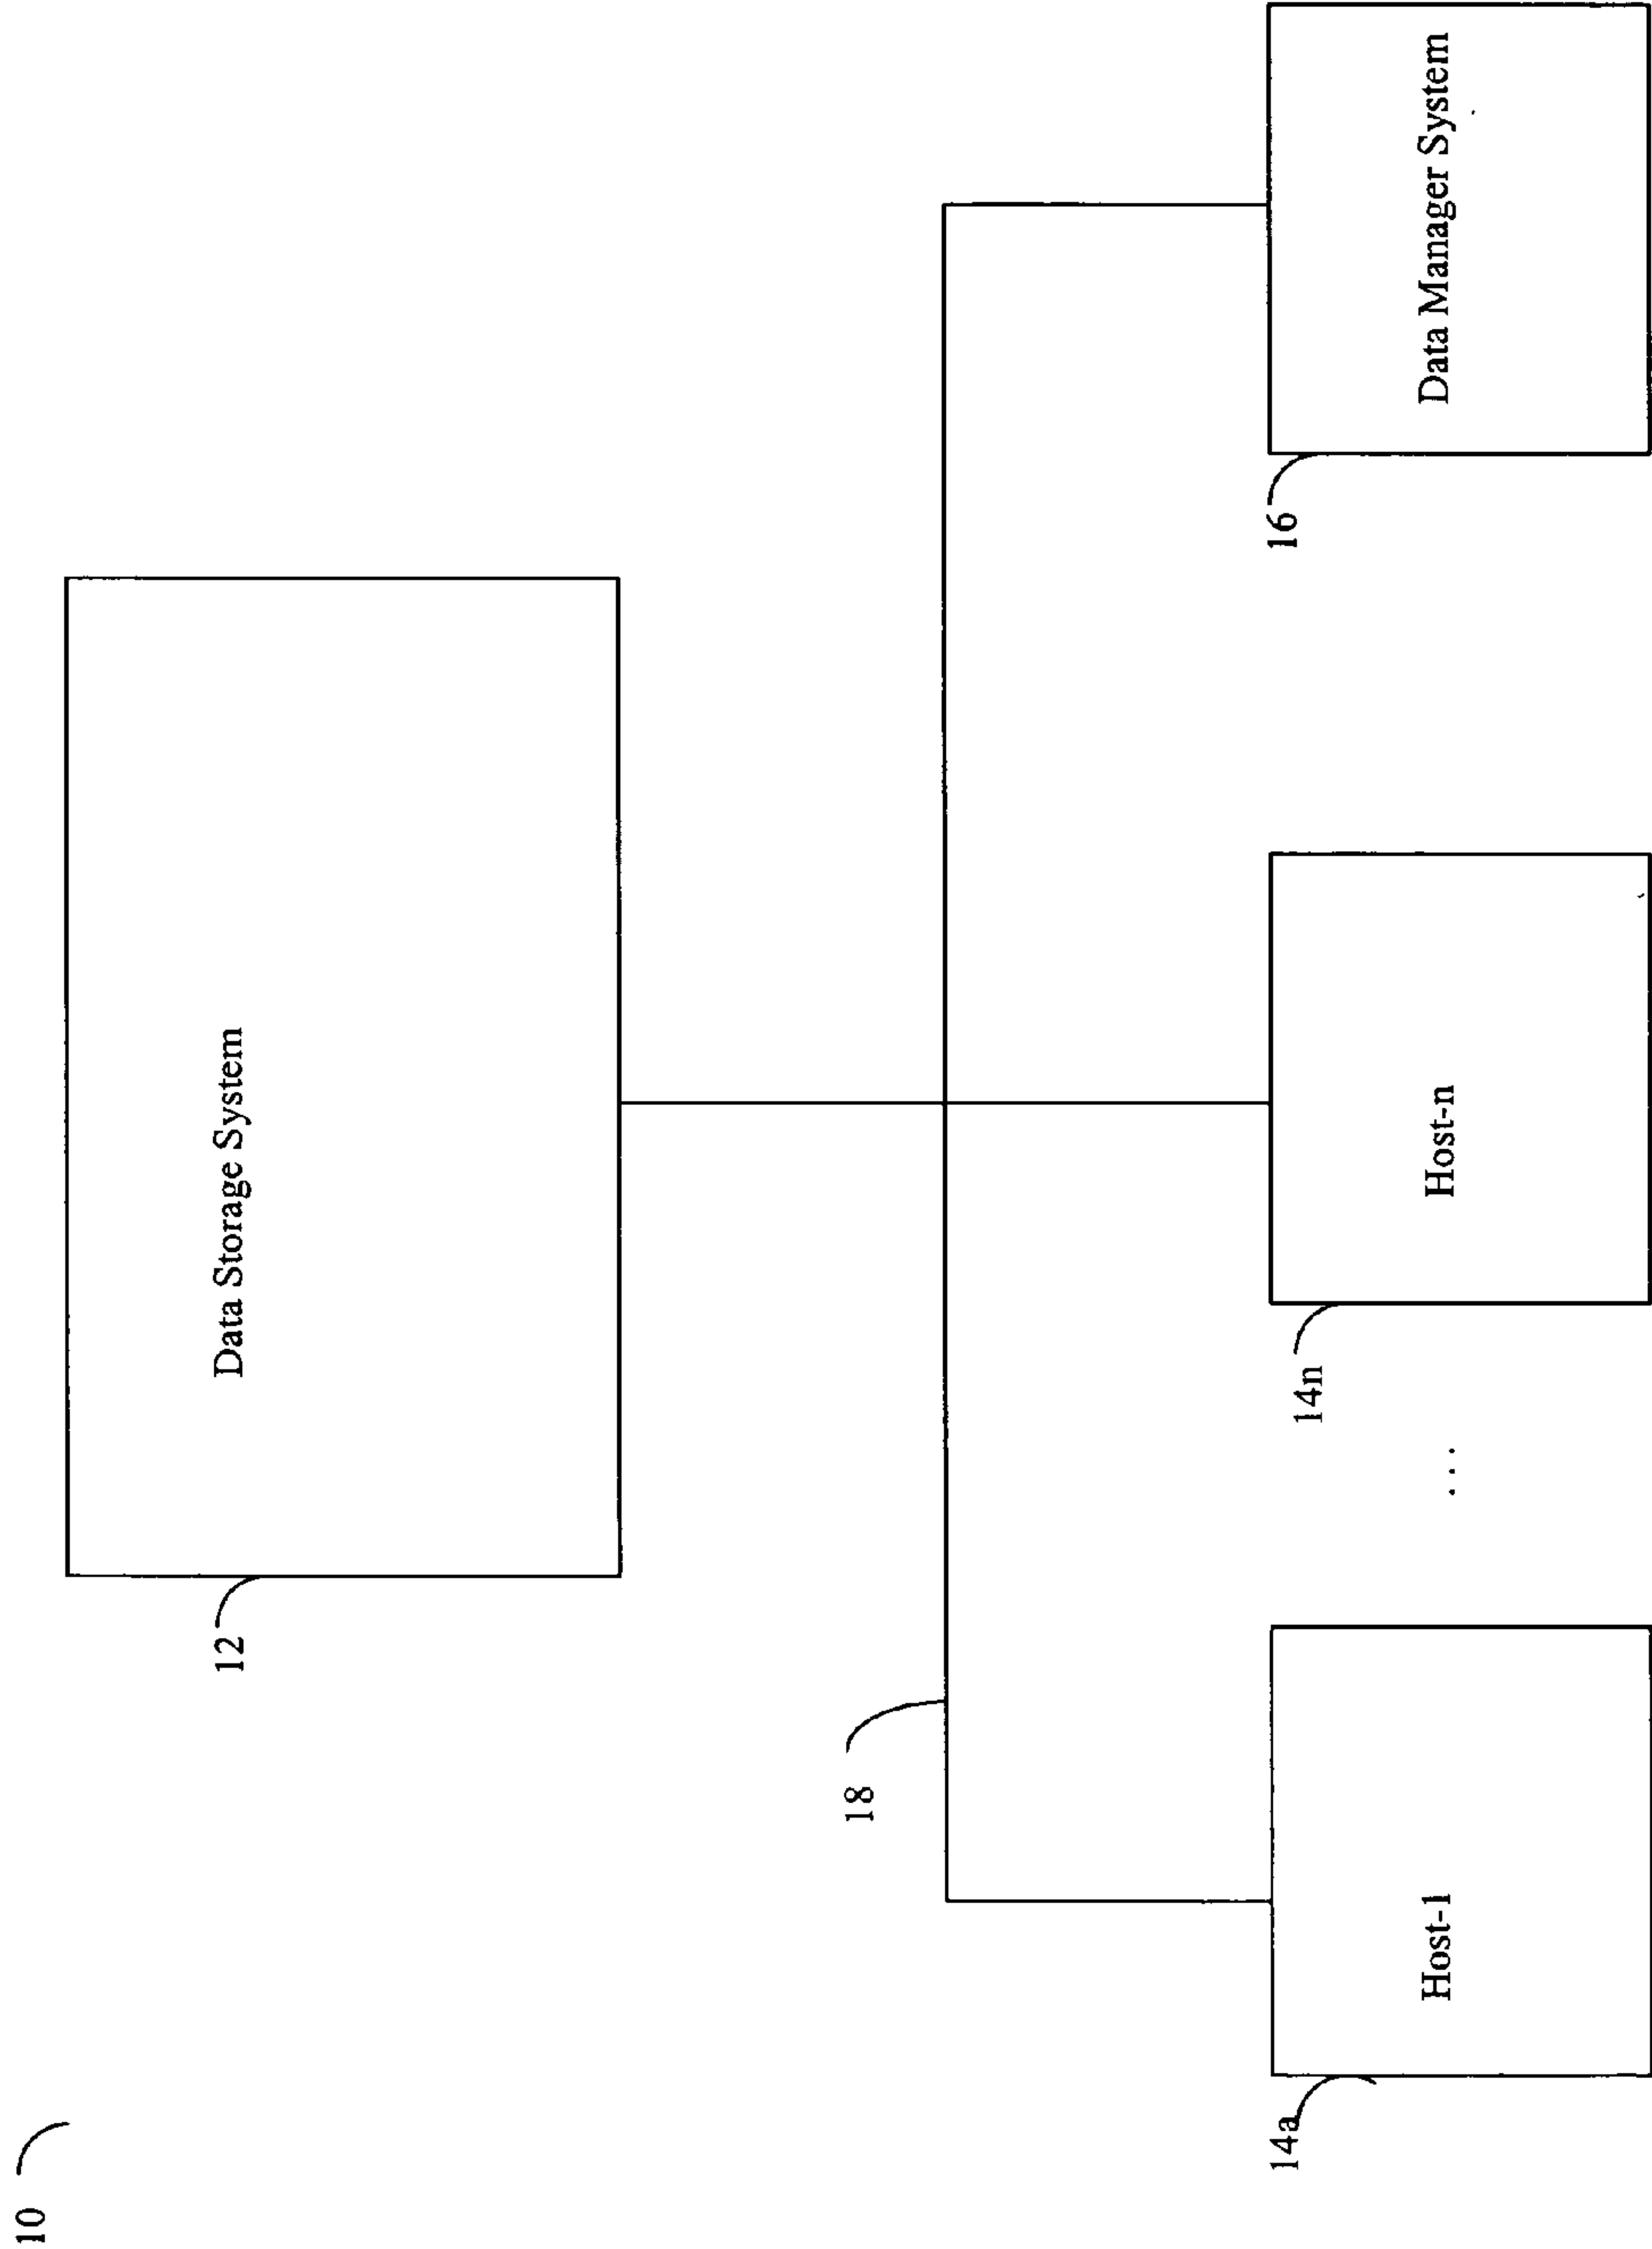 10
12
Data Storage System
18
14a
Host-1
...
14n
Host-n
16
Data Manager System